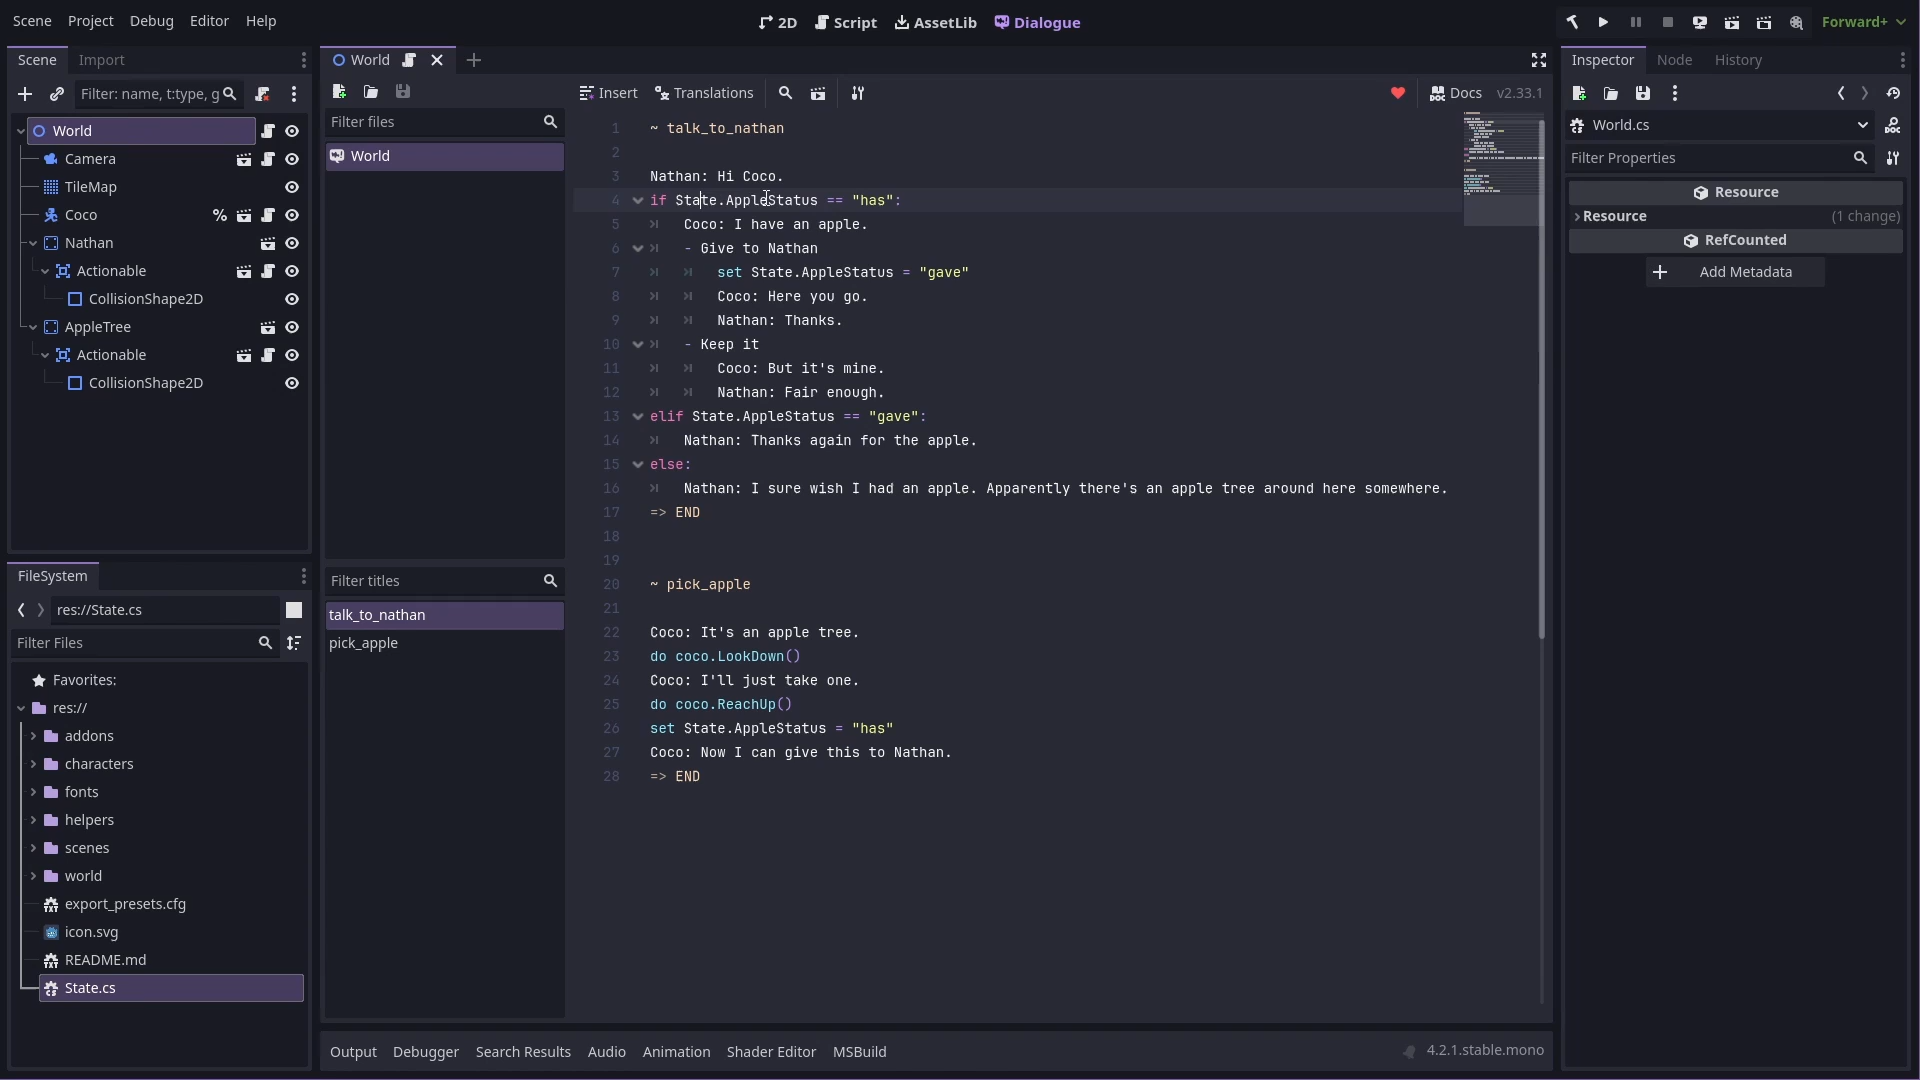 Scene Project Debug Editor Help
2D Script AssetLib Dialogue
Forward+
Scene Import
Filter: name, t:type, g
World
Camera
TileMap
Coco %
Nathan
Actionable
CollisionShape2D
AppleTree
Actionable
CollisionShape2D
FileSystem
res://State.cs
Filter Files
Favorites:
res://
addons
characters
fonts
helpers
scenes
world
export_presets.cfg
icon.svg
README.md
State.cs
World
Filter files
World
Filter titles
talk_to_nathan
pick_apple
Insert Translations
Docs v2.33.1
1 ~ talk_to_nathan
2
3 Nathan: Hi Coco.
4 if State.AppleStatus == "has":
5 Coco: I have an apple.
6 - Give to Nathan
7 set State.AppleStatus = "gave"
8 Coco: Here you go.
9 Nathan: Thanks.
10 - Keep it
11 Coco: But it's mine.
12 Nathan: Fair enough.
13 elif State.AppleStatus == "gave":
14 Nathan: Thanks again for the apple.
15 else:
16 Nathan: I sure wish I had an apple. Apparently there's an apple tree around here somewhere.
17 => END
18
19
20 ~ pick_apple
21
22 Coco: It's an apple tree.
23 do coco.LookDown()
24 Coco: I'll just take one.
25 do coco.ReachUp()
26 set State.AppleStatus = "has"
27 Coco: Now I can give this to Nathan.
28 => END
Output Debugger Search Results Audio Animation Shader Editor MSBuild
4.2.1.stable.mono
Inspector Node History
World.cs
Filter Properties
Resource
Resource (1 change)
RefCounted
Add Metadata